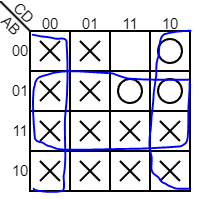 CD
AB
00 01 11 10
00 X X O
01 X X O O
11 X X X X
10 X X X X